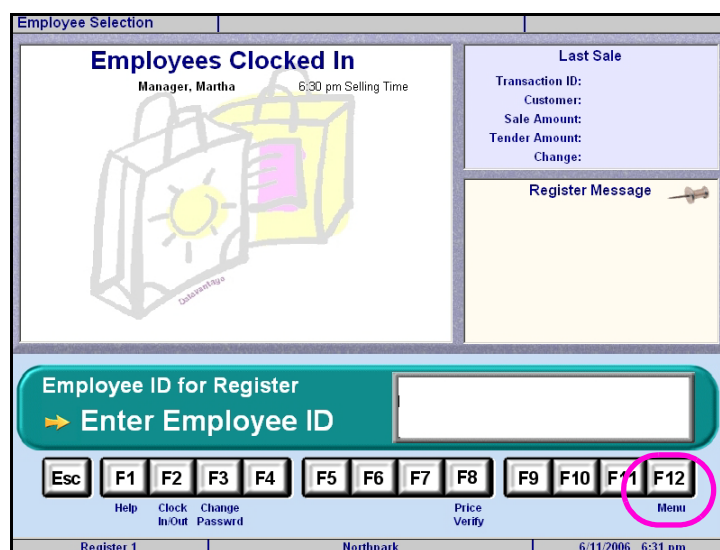 Employee Selection
Employees Clocked In
Manager, Martha 6:30 pm Selling Time
Datavantage
Last Sale
Transaction ID:
Customer:
Sale Amount:
Tender Amount:
Change:
Register Message
Employee ID for Register
Enter Employee ID
Esc F1 F2 F3 F4 F5 F6 F7 F8 F9 F10 F11 F12
Help Clock Change Price Menu
In/Out Passwrd Verify
Register 1 Northpark 6/11/2006 6:31 pm